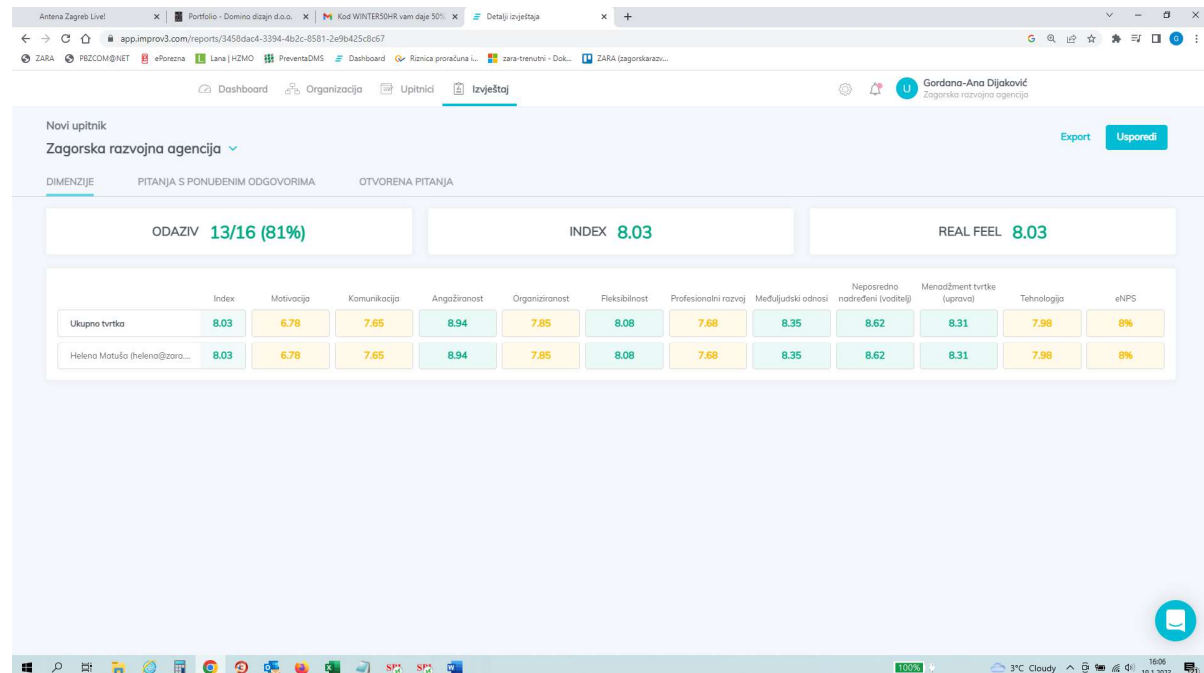 Antena Zagreb Live!
Portfolio - Domino dizajn d.o.o.
Kod WINTER50HR vam daje 50%
Detalji izvještaja
app.improv3.com/reports/3458dac4-3394-4b2c-8581-2e9b425c8c67
ZARA PBZCOM@NET ePorezna Lana | HZMO PreventaDMS Dashboard Riznica proračuna i... zara-trenutni - Dok... ZARA (zagorskarazv...
Dashboard Organizacija Upitnici Izvještaj
U Gordana-Ana Dijaković
Zagorska razvojna agencija
Novi upitnik
Zagorska razvojna agencija
Export Usporedi
DIMENZIJE PITANJA S PONUĐENIM ODGOVORIMA OTVORENA PITANJA
ODAZIV 13/16 (81%) INDEX 8.03 REAL FEEL 8.03
Index Motivacija Komunikacija Angažiranost Organiziranost Fleksibilnost Profesionalni razvoj Međuljudski odnosi Neposredno nadređeni (voditelj) Menadžment tvrtke (uprava) Tehnologija eNPS
Ukupno tvrtka 8.03 6.78 7.65 8.94 7.85 8.08 7.68 8.35 8.62 8.31 7.98 8%
Helena Matuša (helena@zara.... 8.03 6.78 7.65 8.94 7.85 8.08 7.68 8.35 8.62 8.31 7.98 8%
100% 3°C Cloudy 16:06
10.1.2022.